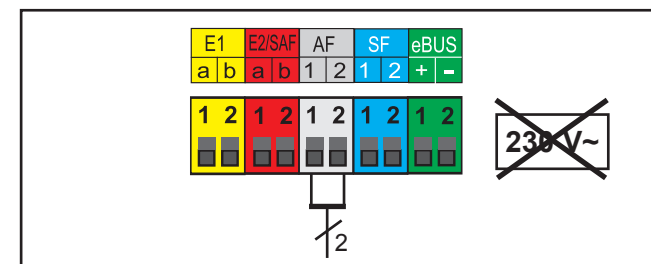 E1 E2/SAF AF SF eBUS
a b a b 1 2 1 2 + -
1 2 1 2 1 2 1 2 1 2
230 V~
2